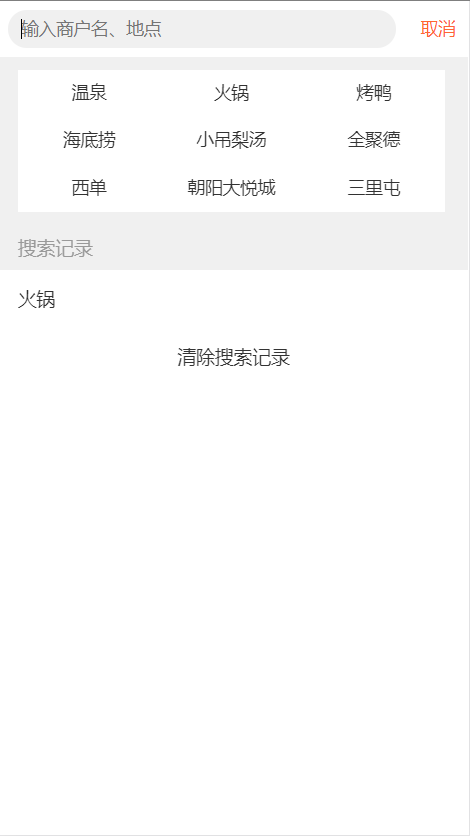 输入商户名、地点 取消
温泉 火锅 烤鸭
海底捞 小吊梨汤 全聚德
西单 朝阳大悦城 三里屯
搜索记录
火锅
清除搜索记录